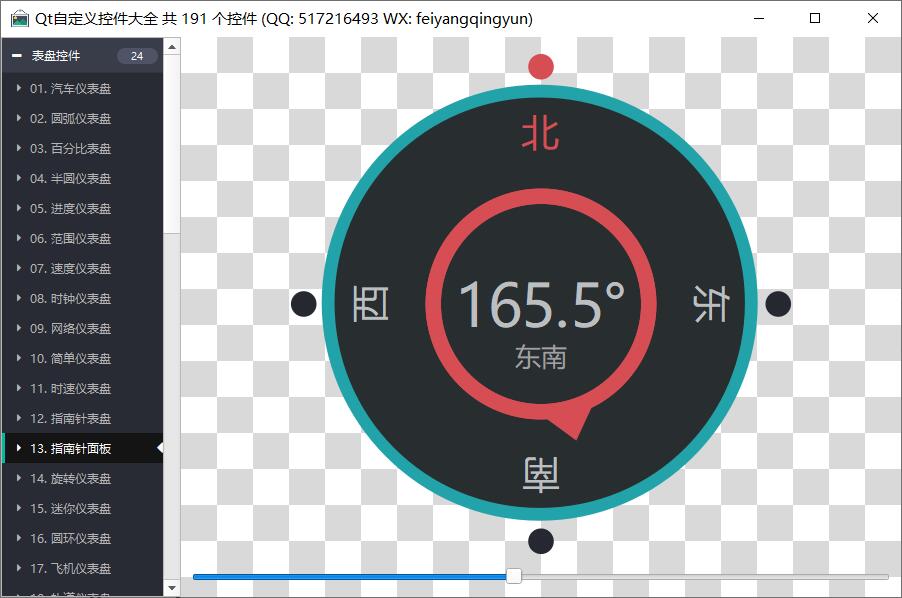 Qt自定义控件大全 共 191 个控件 (QQ: 517216493 WX: feiyangqingyun)
表盘控件 24
01. 汽车仪表盘
02. 圆弧仪表盘
03. 百分比表盘
04. 半圆仪表盘
05. 进度仪表盘
06. 范围仪表盘
07. 速度仪表盘
08. 时钟仪表盘
09. 网络仪表盘
10. 简单仪表盘
11. 时速仪表盘
12. 指南针表盘
13. 指南针面板
14. 旋转仪表盘
15. 迷你仪表盘
16. 圆环仪表盘
17. 飞机仪表盘
北
西
165.5°
东南
东
南